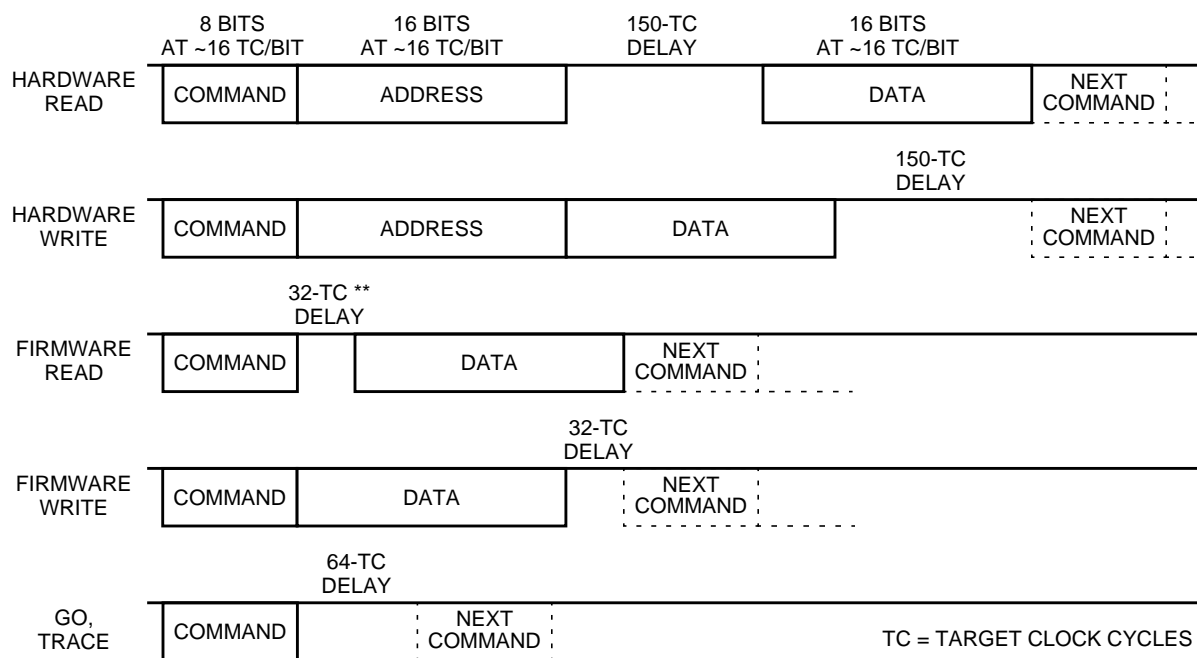 8 BITS
AT ~16 TC/BIT
16 BITS
AT ~16 TC/BIT
150-TC
DELAY
16 BITS
AT ~16 TC/BIT
HARDWARE
READ
COMMAND
ADDRESS
DATA
NEXT
COMMAND
150-TC
DELAY
HARDWARE
WRITE
COMMAND
ADDRESS
DATA
NEXT
COMMAND
32-TC **
DELAY
FIRMWARE
READ
COMMAND
DATA
NEXT
COMMAND
32-TC
DELAY
FIRMWARE
WRITE
COMMAND
DATA
NEXT
COMMAND
64-TC
DELAY
GO,
TRACE
COMMAND
NEXT
COMMAND
TC = TARGET CLOCK CYCLES